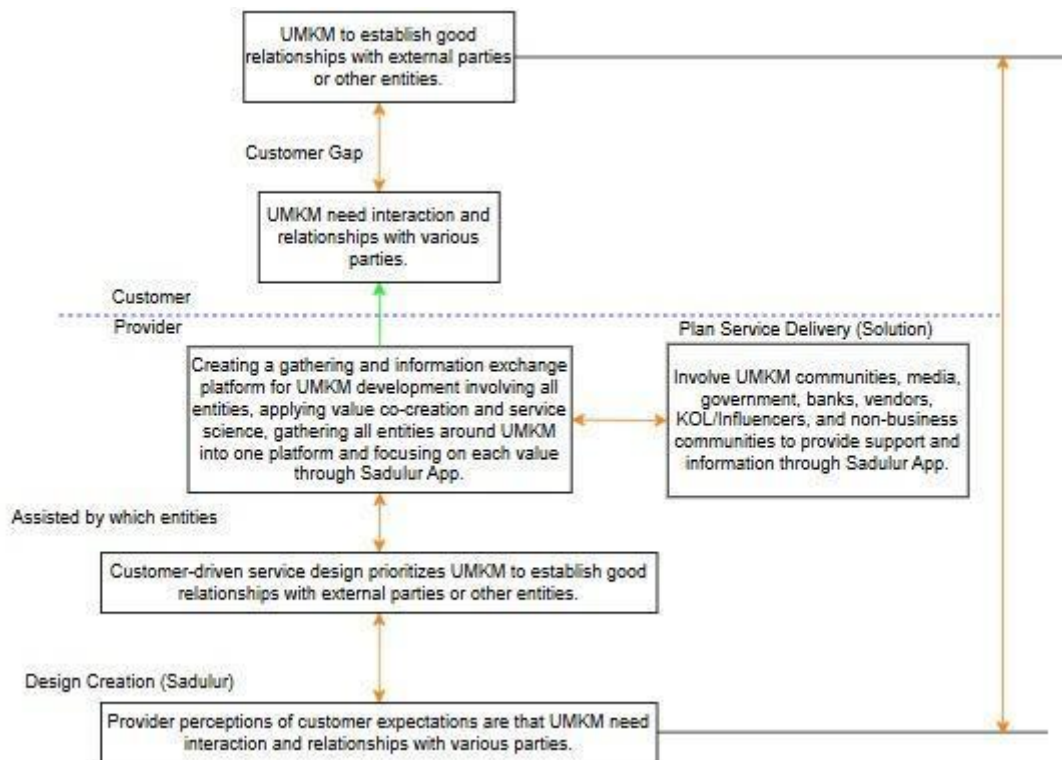 UMKM to establish good
relationships with external parties
or other entities.
Customer Gap
UMKM need interaction and
relationships with various
parties.
Customer
Provider
Plan Service Delivery (Solution)
Creating a gathering and information exchange
platform for UMKM development involving all
entities, applying value co-creation and service
science, gathering all entities around UMKM
into one platform and focusing on each value
through Sadulur App.
Involve UMKM communities, media,
government, banks, vendors,
KOL/Influencers, and non-business
communities to provide support and
information through Sadulur App.
Assisted by which entities
Customer-driven service design prioritizes UMKM to establish good
relationships with external parties or other entities.
Design Creation (Sadulur)
Provider perceptions of customer expectations are that UMKM need
interaction and relationships with various parties.